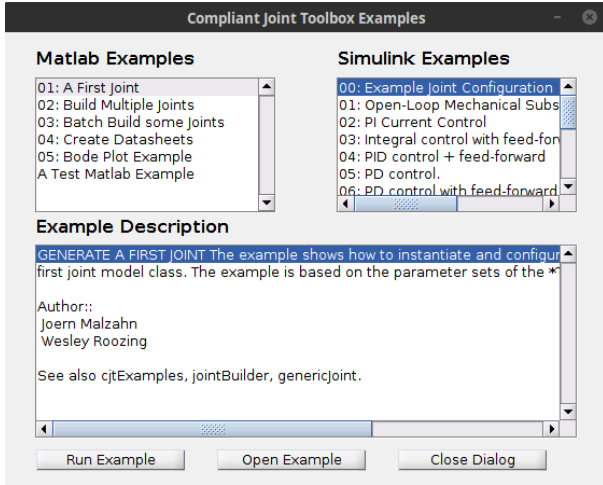 Compliant Joint Toolbox Examples
Matlab Examples
01: A First Joint
02: Build Multiple Joints
03: Batch Build some Joints
04: Create Datasheets
05: Bode Plot Example
A Test Matlab Example
Simulink Examples
00: Example Joint Configuration
01: Open-Loop Mechanical Subs
02: PI Current Control
03: Integral control with feed-for
04: PID control + feed-forward
05: PD control.
06: PD control with feed-forward
Example Description
GENERATE A FIRST JOINT The example shows how to instantiate and configur
first joint model class. The example is based on the parameter sets of the *
Author::
Joern Malzahn
Wesley Roozing
See also cjtExamples, jointBuilder, genericJoint.
Run Example
Open Example
Close Dialog